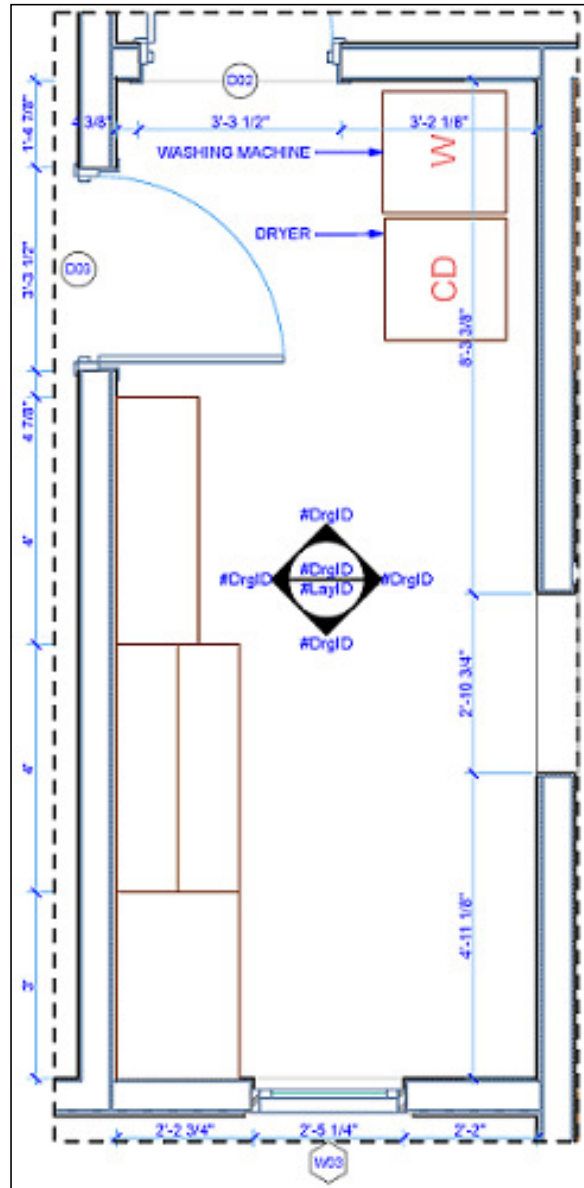 D02
4 3/8"
3'-3 1/2"
3'-2 1/8"
1'-4 7/8"
WASHING MACHINE
W
DRYER
CD
D03
3'-3 1/2"
8'-3 3/8"
4 7/8"
4'
#DrgID
#DrgID
#DrgID
#LayID
#DrgID
#DrgID
2'-10 3/4"
4'
4'-11 1/8"
3'
2'-2 3/4"
2'-5 1/4"
2'-2"
W03